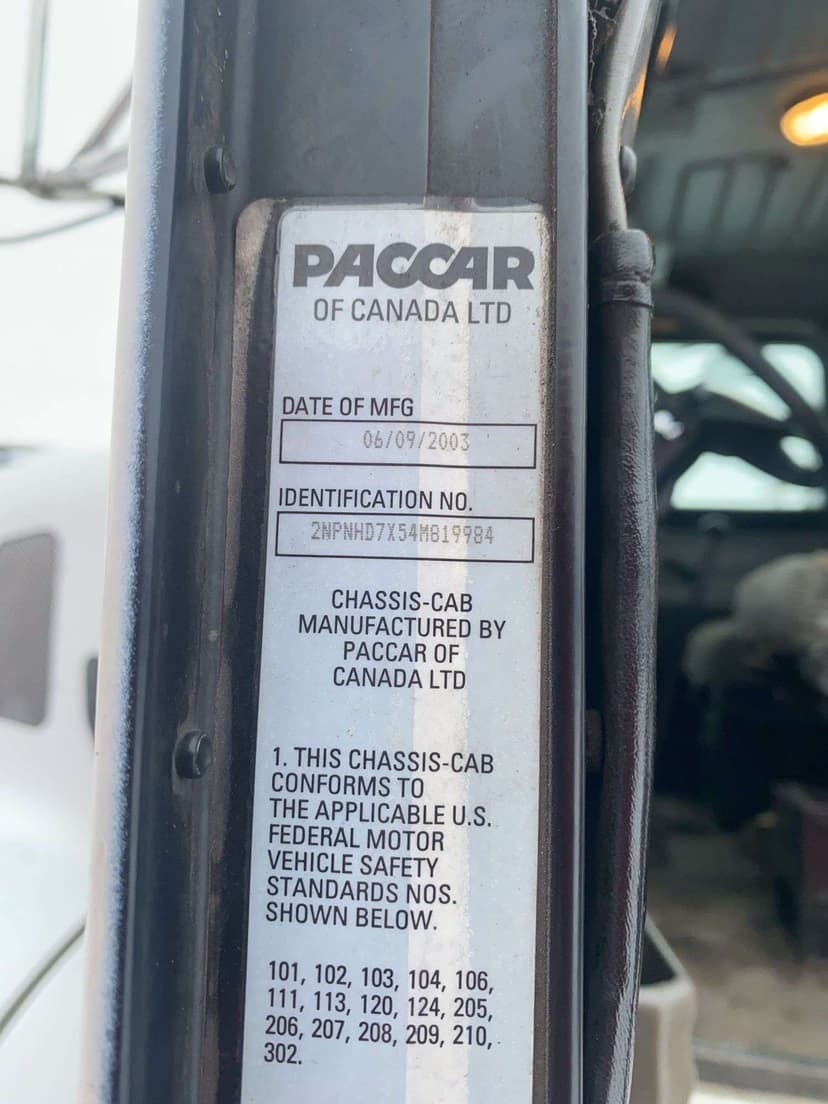 PACCAR
OF CANADA LTD
DATE OF MFG
06/09/2003
IDENTIFICATION NO.
2NPNHD7X54M819984
CHASSIS-CAB
MANUFACTURED BY
PACCAR OF
CANADA LTD
1. THIS CHASSIS-CAB
CONFORMS TO
THE APPLICABLE U.S.
FEDERAL MOTOR
VEHICLE SAFETY
STANDARDS NOS.
SHOWN BELOW.
101, 102, 103, 104, 106,
111, 113, 120, 124, 205,
206, 207, 208, 209, 210,
302.